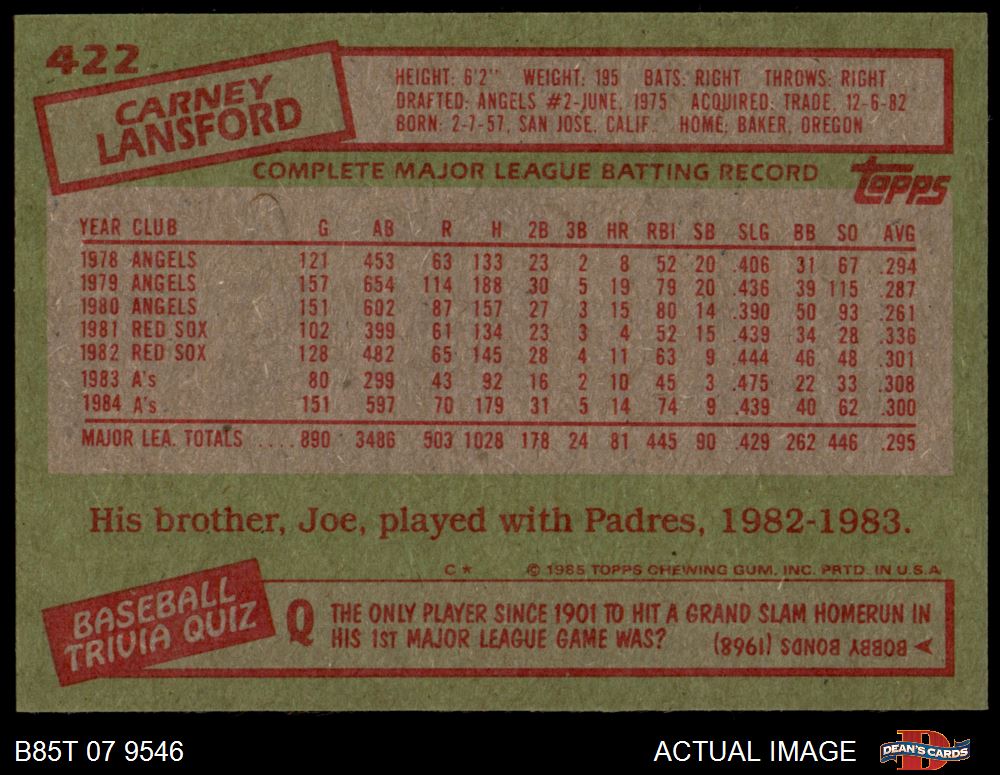 422
CARNEY
LANSFORD
HEIGHT: 6'2" WEIGHT: 195 BATS: RIGHT THROWS: RIGHT
DRAFTED: ANGELS #2-JUNE, 1975 ACQUIRED: TRADE, 12-6-82
BORN: 2-7-57, SAN JOSE, CALIF. HOME: BAKER, OREGON
COMPLETE MAJOR LEAGUE BATTING RECORD
Topps
YEAR CLUB G AB R H 2B 3B HR RBI SB SLG BB SO AVG
1978 ANGELS 121 453 63 133 23 2 8 52 20 .406 31 67 .294
1979 ANGELS 157 654 114 188 30 5 19 79 20 .436 39 115 .287
1980 ANGELS 151 602 87 157 27 3 15 80 14 .390 50 93 .261
1981 RED SOX 102 399 61 134 23 3 4 52 15 .439 34 28 .336
1982 RED SOX 128 482 65 145 28 4 11 63 9 .444 46 48 .301
1983 A's 80 299 43 92 16 2 10 45 3 .475 22 33 .308
1984 A's 151 597 70 179 31 5 14 74 9 .439 40 62 .300
MAJOR LEA. TOTALS ....890 3486 503 1028 178 24 81 445 90 .429 262 446 .295
His brother, Joe, played with Padres, 1982-1983.
C * © 1985 TOPPS CHEWING GUM, INC. PRTD. IN U.S.A.
BASEBALL
TRIVIA QUIZ
Q THE ONLY PLAYER SINCE 1901 TO HIT A GRAND SLAM HOMERUN IN
HIS 1ST MAJOR LEAGUE GAME WAS?
BOBBY BONDS (1968)
B85T 07 9546
ACTUAL IMAGE
D
DEAN'S CARDS